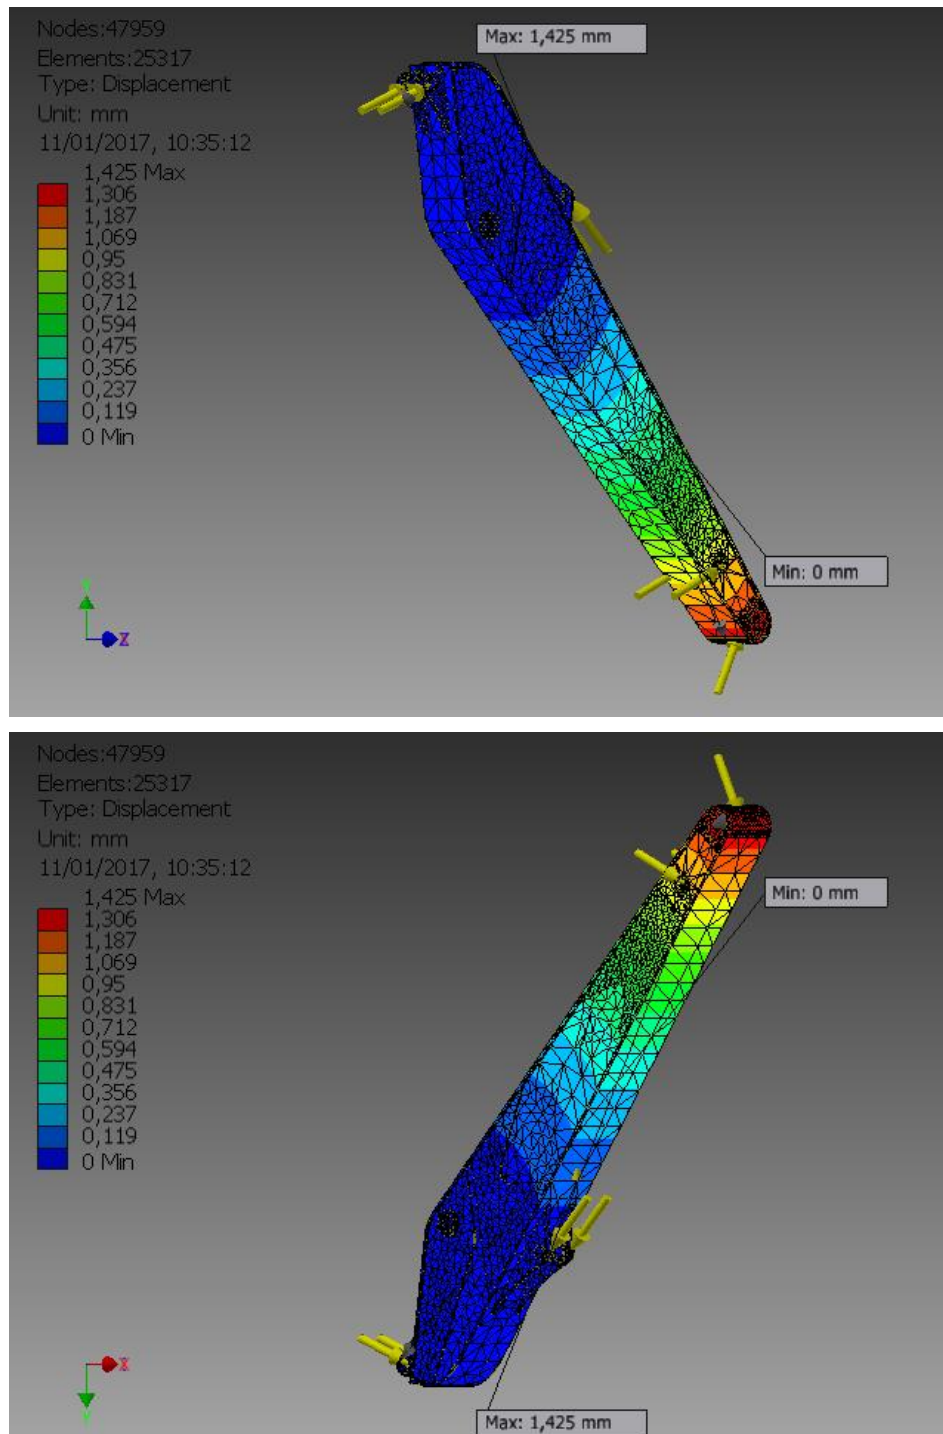 Nodes:47959
Elements:25317
Type: Displacement
Unit: mm
11/01/2017, 10:35:12
1,425 Max
1,306
1,187
1,069
0,95
0,831
0,712
0,594
0,475
0,356
0,237
0,119
0 Min
Max: 1,425 mm
Min: 0 mm
Y
Z
Nodes:47959
Elements:25317
Type: Displacement
Unit: mm
11/01/2017, 10:35:12
1,425 Max
1,306
1,187
1,069
0,95
0,831
0,712
0,594
0,475
0,356
0,237
0,119
0 Min
Min: 0 mm
X
Y
Max: 1,425 mm